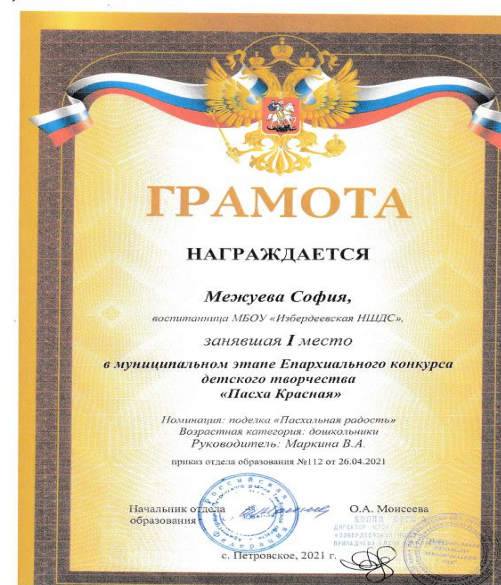 ГРАМОТА
НАГРАЖДАЕТСЯ
Межуева София,
воспитанница МБОУ «Избердеевская НШДС»,
занявшая I место
в муниципальном этапе Епархиального конкурса
детского творчества
«Пасха Красная»
Номинация: поделка «Пасхальная радость»
Возрастная категория: дошкольники
Руководитель: Маркина В.А.
приказ отдела образования №112 от 26.04.2021
Начальник отдела
образования
О.А. Моисеева
с. Петровское, 2021 г.